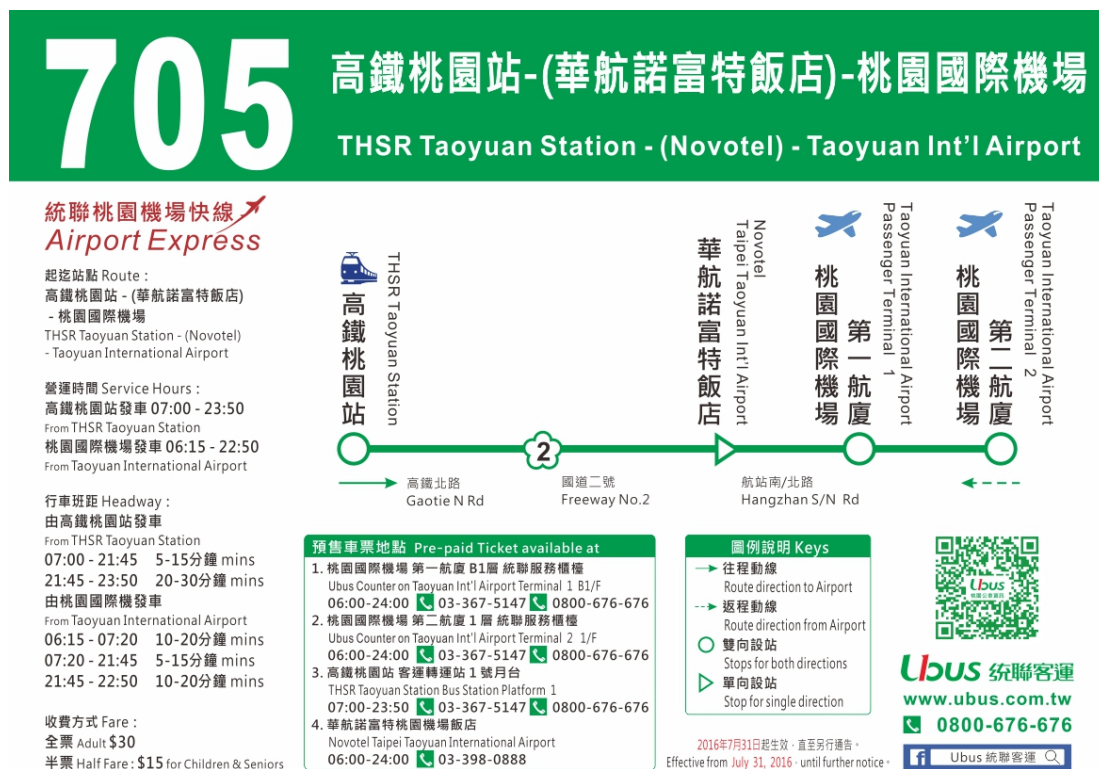 705
高鐵桃園站-(華航諾富特飯店)-桃園國際機場
THSR Taoyuan Station - (Novotel) - Taoyuan Int'l Airport
統聯桃園機場快線
Airport Express
起迄站點 Route :
高鐵桃園站 - (華航諾富特飯店)
- 桃園國際機場
THSR Taoyuan Station - (Novotel)
- Taoyuan International Airport
營運時間 Service Hours :
高鐵桃園站發車 07:00 - 23:50
From THSR Taoyuan Station
桃園國際機場發車 06:15 - 22:50
From Taoyuan International Airport
行車班距 Headway :
由高鐵桃園站發車
From THSR Taoyuan Station
07:00 - 21:45 5-15分鐘 mins
21:45 - 23:50 20-30分鐘 mins
由桃園國際機發車
From Taoyuan International Airport
06:15 - 07:20 10-20分鐘 mins
07:20 - 21:45 5-15分鐘 mins
21:45 - 22:50 10-20分鐘 mins
收費方式 Fare :
全票 Adult $30
半票 Half Fare : $15 for Children & Seniors
高鐵桃園站
THSR Taoyuan Station
華航諾富特飯店
Novotel
Taipei Taoyuan Int'l Airport
桃園國際機場
第一航廈
Taoyuan International Airport
Passenger Terminal 1
桃園國際機場
第二航廈
Taoyuan International Airport
Passenger Terminal 2
2
高鐵北路
Gaotie N Rd
國道二號
Freeway No.2
航站南/北路
Hangzhan S/N Rd
預售車票地點 Pre-paid Ticket available at
1. 桃園國際機場 第一航廈 B1層 統聯服務櫃檯
Ubus Counter on Taoyuan Int'l Airport Terminal 1 B1/F
06:00-24:00 03-367-5147 0800-676-676
2. 桃園國際機場 第二航廈 1 層 統聯服務櫃檯
Ubus Counter on Taoyuan Int'l Airport Terminal 2 1/F
06:00-24:00 03-367-5147 0800-676-676
3. 高鐵桃園站 客運轉運站 1 號月台
THSR Taoyuan Station Bus Station Platform 1
07:00-23:50 03-367-5147 0800-676-676
4. 華航諾富特桃園機場飯店
Novotel Taipei Taoyuan International Airport
06:00-24:00 03-398-0888
圖例說明 Keys
往程動線
Route direction to Airport
返程動線
Route direction from Airport
雙向設站
Stops for both directions
單向設站
Stop for single direction
2016年7月31日起生效，直至另行通告。
Effective from July 31, 2016 , until further notice。
Ubus
桃園公車資訊
Ubus 統聯客運
www.ubus.com.tw
0800-676-676
f Ubus 統聯客運